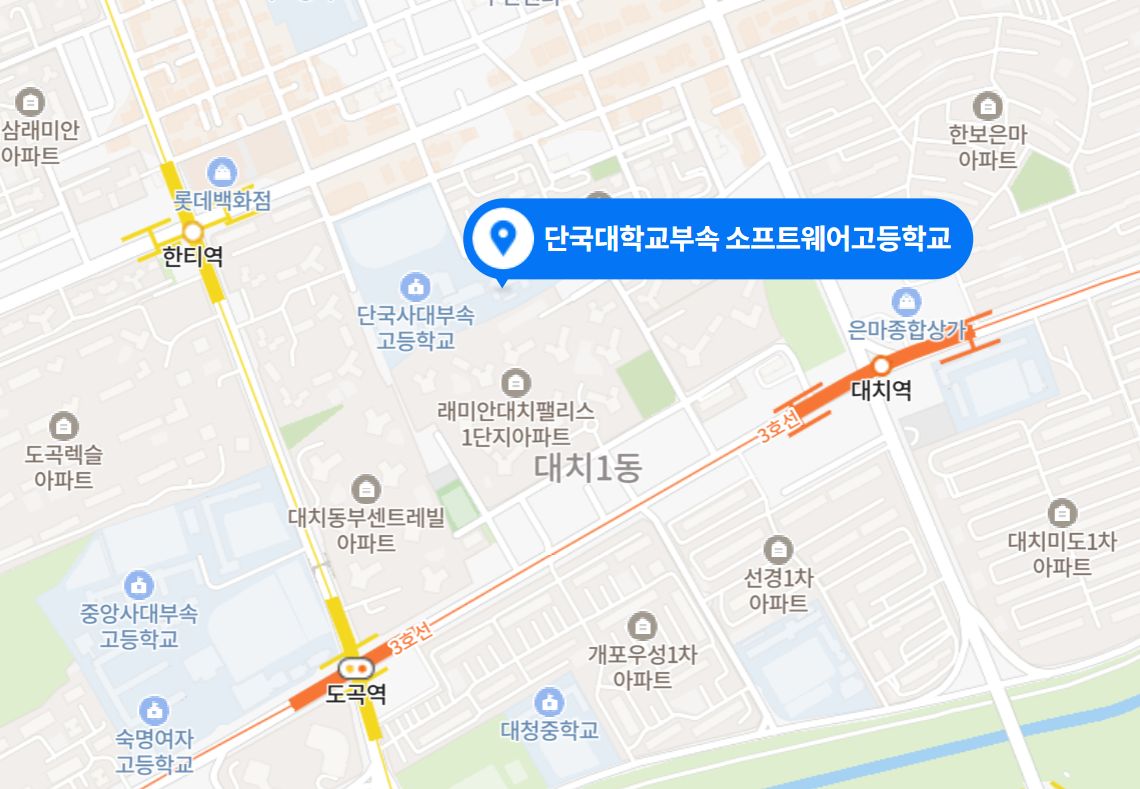 삼래미안
아파트
롯데백화점
한티역
한보은마
아파트
단국대학교부속 소프트웨어고등학교
단국사대부속
고등학교
은마종합상가
대치역
3호선
래미안대치팰리스
1단지아파트
대치1동
도곡렉슬
아파트
대치동부센트레빌
아파트
대치미도1차
아파트
선경1차
아파트
중앙사대부속
고등학교
3호선
개포우성1차
아파트
도곡역
대청중학교
숙명여자
고등학교